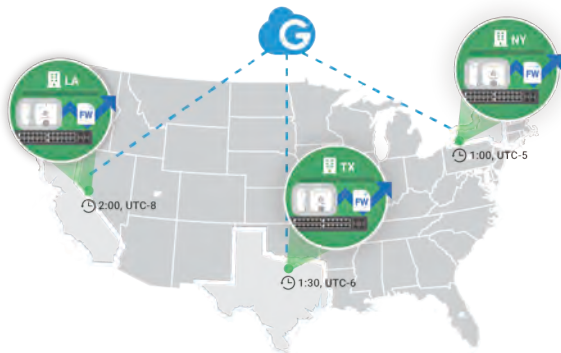 G
NY
LA
FW
FW
1:00, UTC-5
TX
FW
2:00, UTC-8
1:30, UTC-6